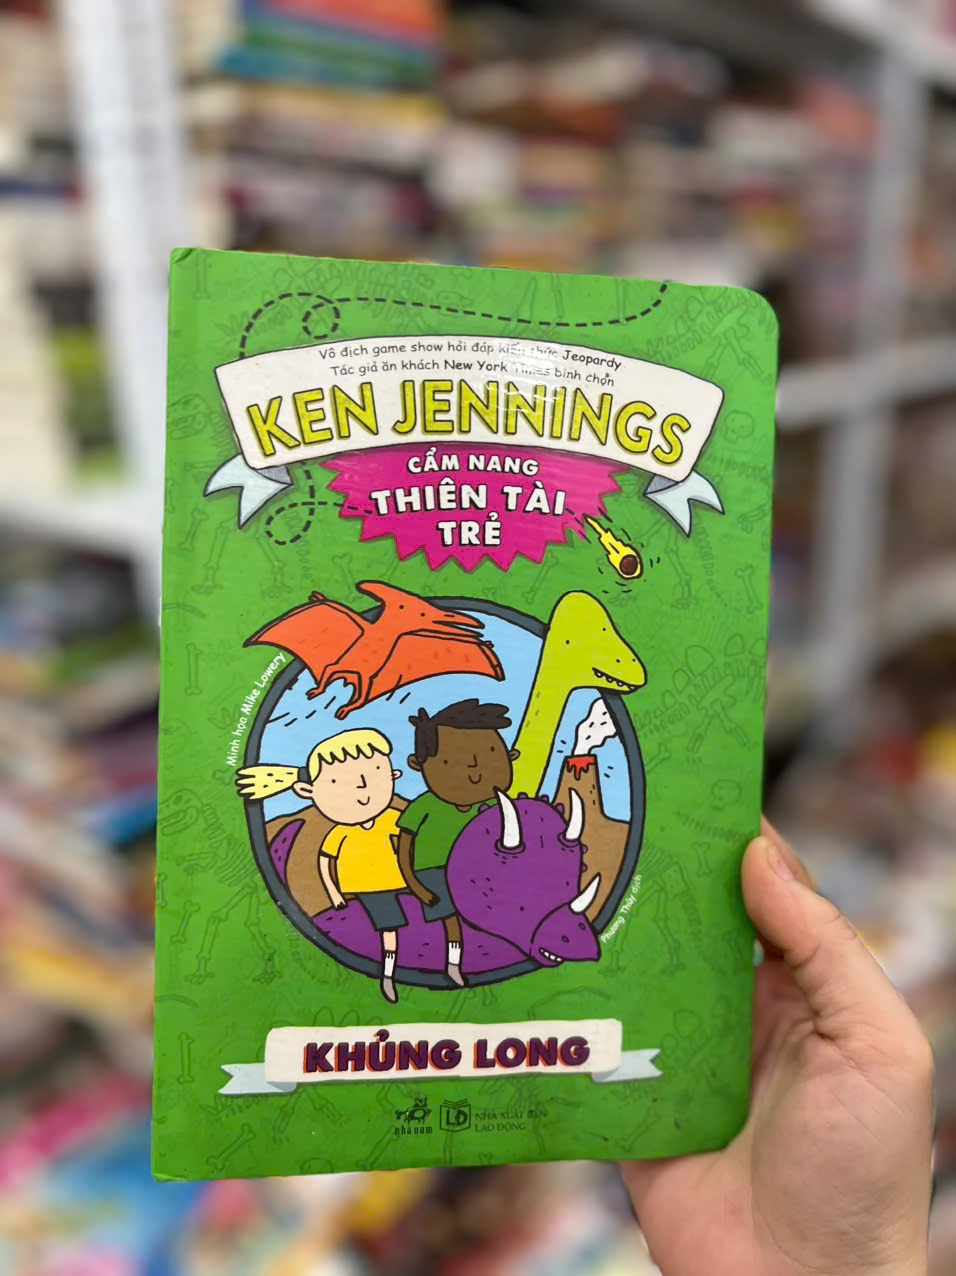 Vô địch game show hỏi đáp kiến thức Jeopardy
Tác giả ăn khách New York Times bình chọn
KEN JENNINGS
CẨM NANG
THIÊN TÀI
TRẺ
Minh họa Mike Lowery
Phương Thủy dịch
KHỦNG LONG
nhã nam
LĐ
NHÀ XUẤT BẢN
LAO ĐỘNG